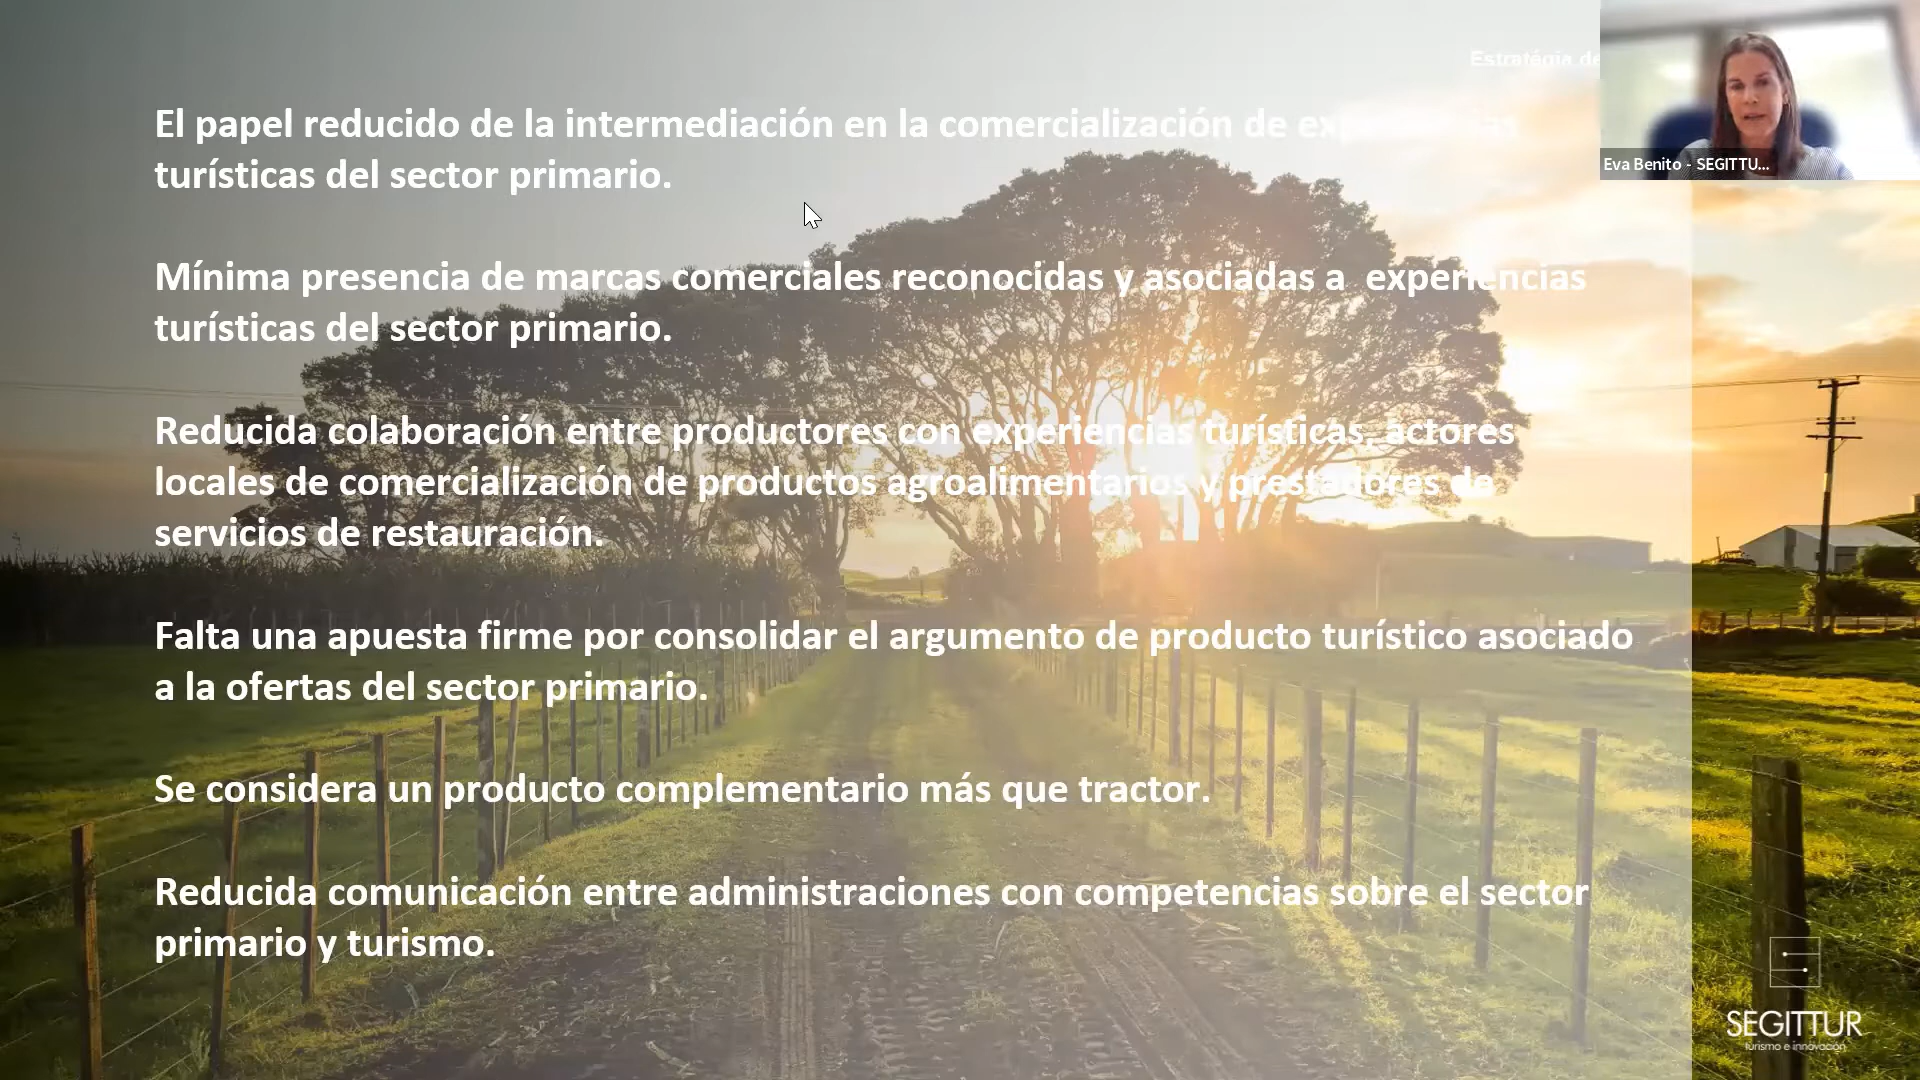 Estratégia de
El papel reducido de la intermediación en la comercialización de
turísticas del sector primario.
Mínima presencia de marcas comerciales reconocidas y asociadas a experiencias
turísticas del sector primario.
Reducida colaboración entre productores con experiencias turísticas, actores
locales de comercialización de productos agroalimentarios y prestadores de
servicios de restauración.
Falta una apuesta firme por consolidar el argumento de producto turístico asociado
a la ofertas del sector primario.
Se considera un producto complementario más que tractor.
Reducida comunicación entre administraciones con competencias sobre el sector
primario y turismo.
Eva Benito - SEGITTU...
SEGITTUR
turismo e innovación